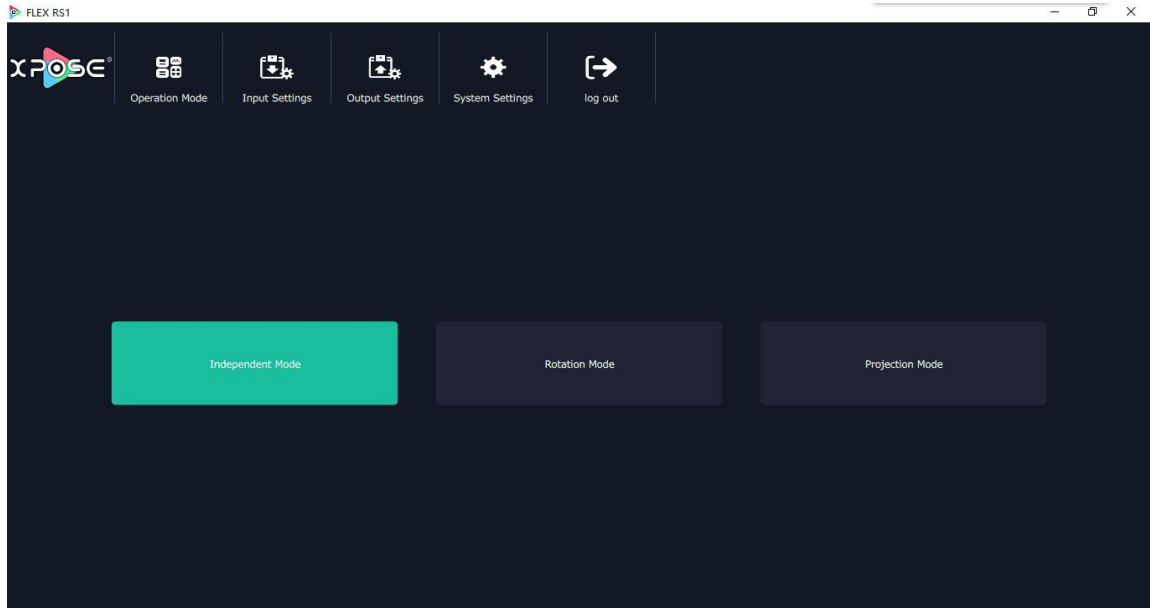 FLEX RS1
XPOSE®
Operation Mode
Input Settings
Output Settings
System Settings
log out
Independent Mode
Rotation Mode
Projection Mode